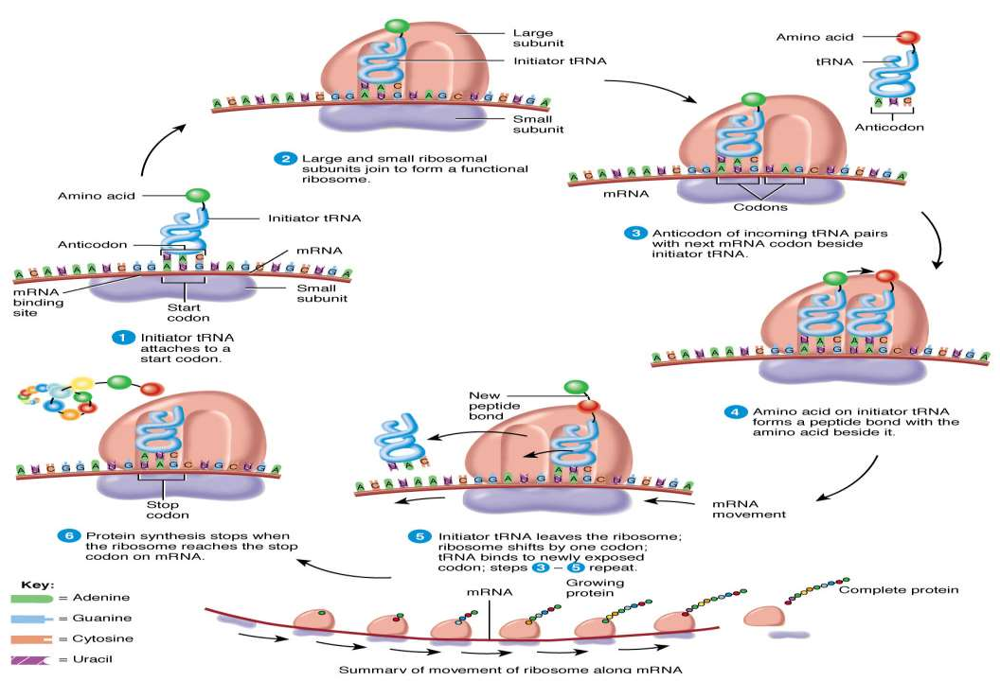 Large
subunit
Initiator tRNA
U A C
A C A U A A U C G G A U G U A G C U G C U G A
Small
subunit
2 Large and small ribosomal
subunits join to form a functional
ribosome.
Amino acid
tRNA
A U C
Anticodon
U A C
A C A U A A U C G G A U G U A G C U G C U G A
mRNA
Codons
3 Anticodon of incoming tRNA pairs
with next mRNA codon beside
initiator tRNA.
Amino acid
Initiator tRNA
Anticodon
mRNA
U A C
A C A U A A U C G G A U G U A G C U G C U G A
mRNA
binding
site
Start
codon
Small
subunit
1 Initiator tRNA
attaches to a
start codon.
U A C A U C
A C A U A A U C G G A U G U A G C U G C U G A
4 Amino acid on initiator tRNA
forms a peptide bond with the
amino acid beside it.
New
peptide
bond
U A C
A U C
A C A U A A U C G G A U G U A G C U G C U G A
mRNA
movement
5 Initiator tRNA leaves the ribosome;
ribosome shifts by one codon;
tRNA binds to newly exposed
codon; steps 3 – 5 repeat.
A U C
A U C G G A U G U A G C U G C U G A
Stop
codon
6 Protein synthesis stops when
the ribosome reaches the stop
codon on mRNA.
Key:
= Adenine
= Guanine
= Cytosine
= Uracil
mRNA
Growing
protein
Complete protein
Summary of movement of ribosome along mRNA